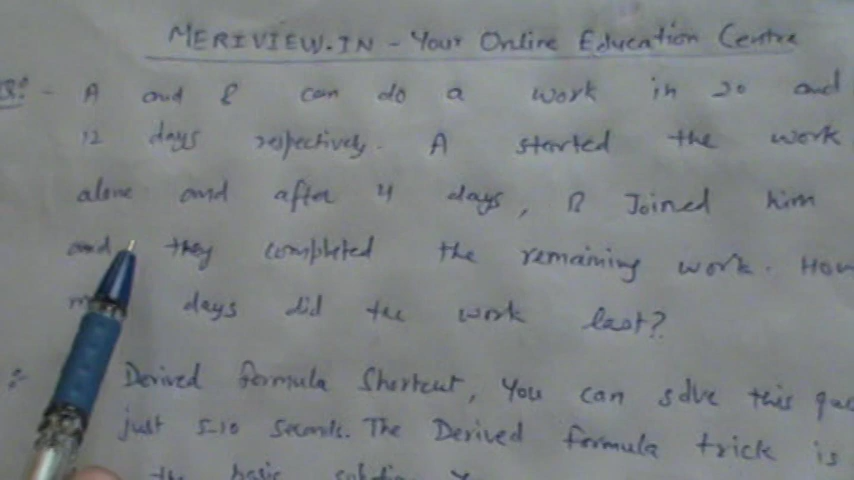 MERIVIEW.IN - Your Online Education Centre
Q:- A and B can do a work in 20 and
12 days respectively. A started the work
alone and after 4 days, B Joined him
and they completed the remaining work. How
days did the work last?
:- Derived formula Shortcut, You can solve this
just 5-10 Seconds. The Derived formula trick is
the basic